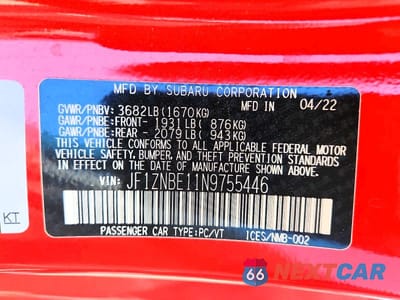 MFD BY SUBARU CORPORATION
GVWR/PNBV: 3682LB(1670KG) MFD IN 04/22
GAWR/PNBE:FRONT- 1931LB( 876KG)
GAWR/PNBE:REAR - 2079LB( 943KG)
THIS VEHICLE CONFORMS TO ALL APPLICABLE FEDERAL MOTOR
VEHICLE SAFETY, BUMPER, AND THEFT PREVENTION STANDARDS
IN EFFECT ON THE DATE OF MANUFACTURE SHOWN ABOVE.
VIN: JF1ZNBE11N9755446
PASSENGER CAR TYPE:PC/VT ICES/NMB-002
KT
66 NEXTCAR